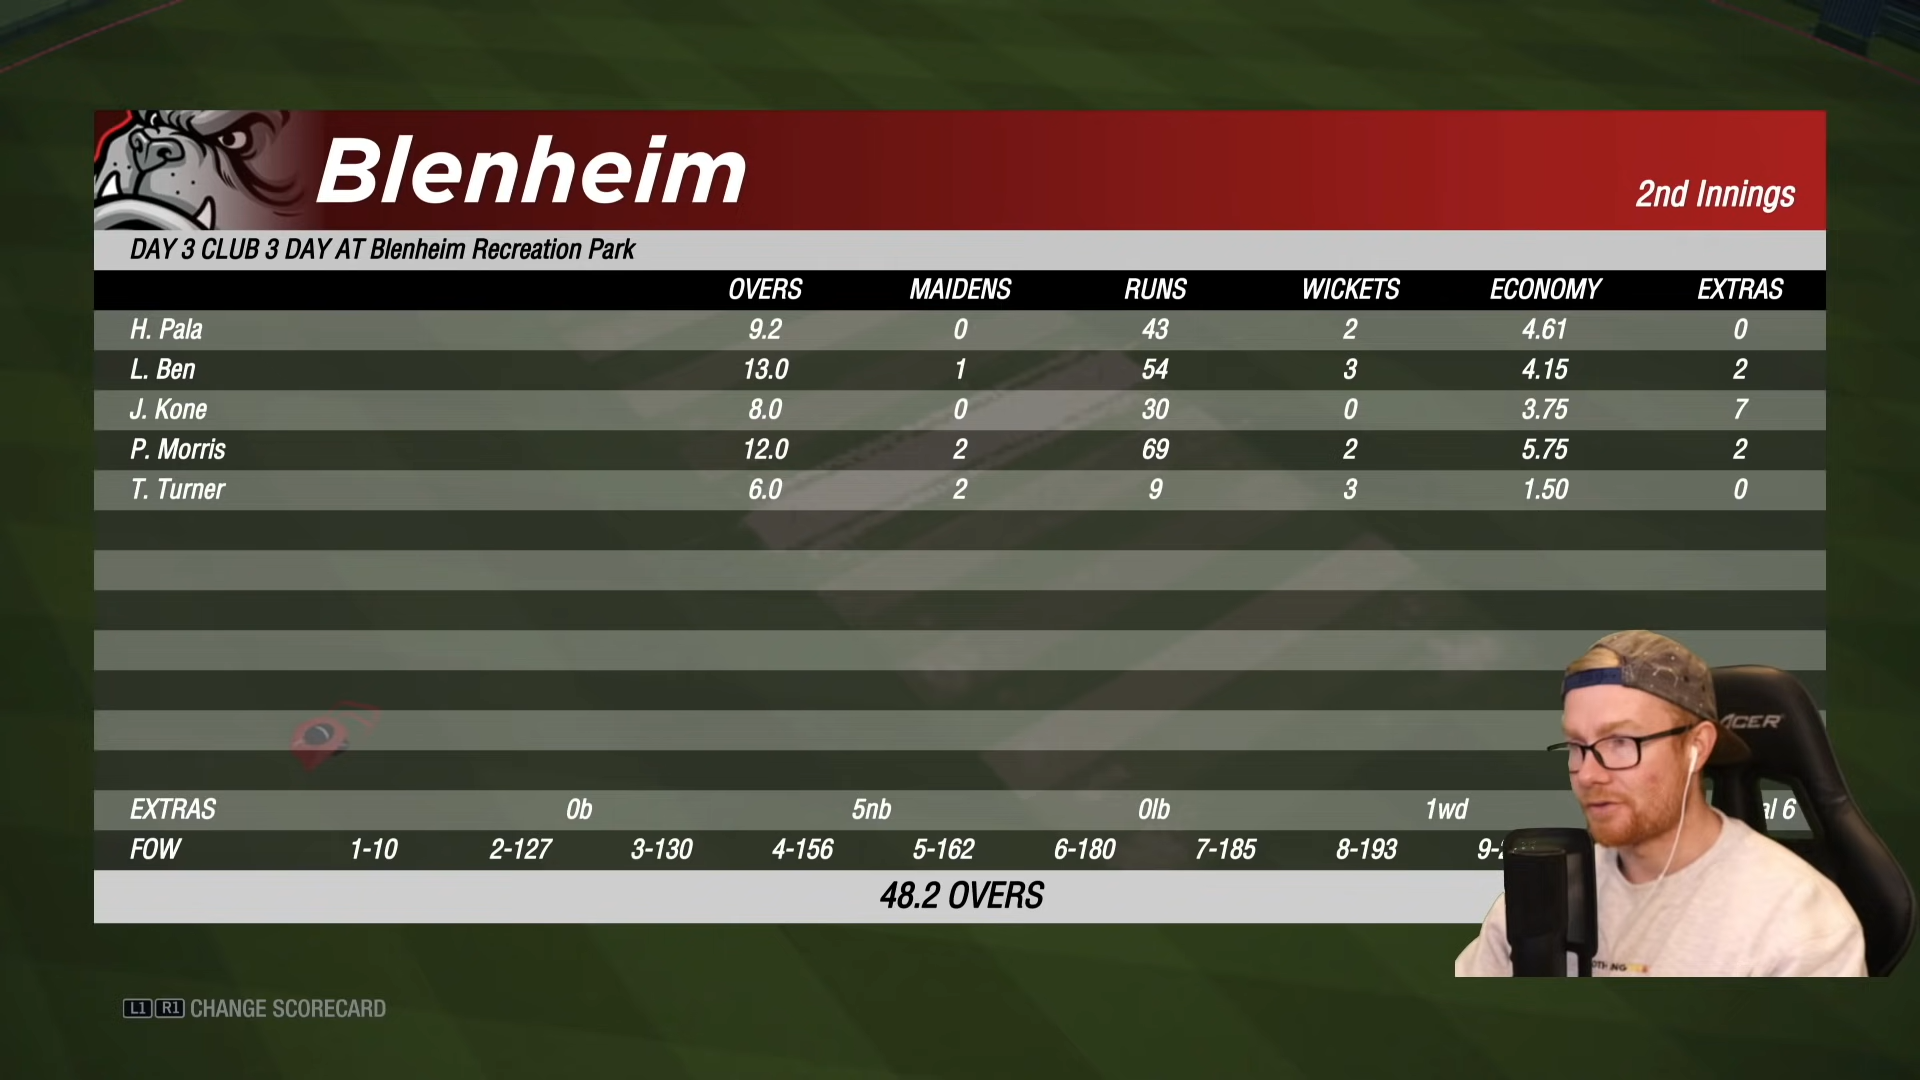 Blenheim
2nd Innings
DAY 3 CLUB 3 DAY AT Blenheim Recreation Park
OVERS MAIDENS RUNS WICKETS ECONOMY EXTRAS
H. Pala 9.2 0 43 2 4.61 0
L. Ben 13.0 1 54 3 4.15 2
J. Kone 8.0 0 30 0 3.75 7
P. Morris 12.0 2 69 2 5.75 2
T. Turner 6.0 2 9 3 1.50 0
EXTRAS 0b 5nb 0lb 1wd 6
FOW 1-10 2-127 3-130 4-156 5-162 6-180 7-185 8-193
48.2 OVERS
L1 R1 CHANGE SCORECARD